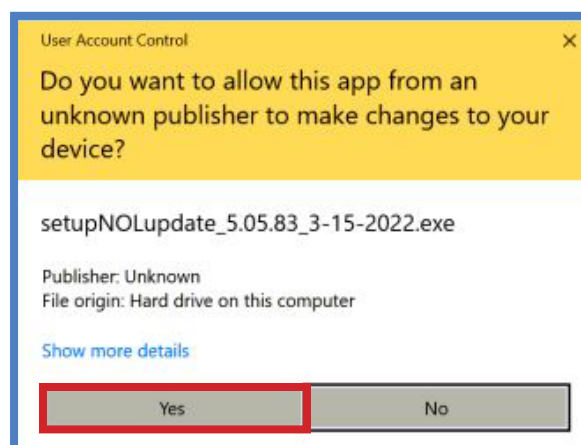 User Account Control
Do you want to allow this app from an
unknown publisher to make changes to your
device?
setupNOLupdate_5.05.83_3-15-2022.exe
Publisher: Unknown
File origin: Hard drive on this computer
Show more details
Yes No